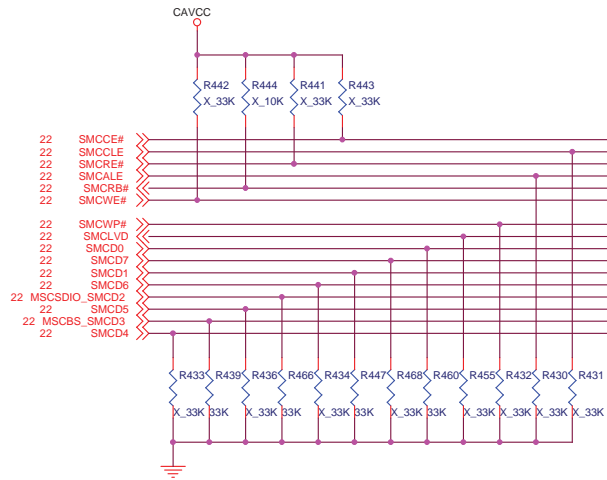 CAVCC
R442 R444 R441 R443
X_33K X_10K X_33K X_33K
22 SMCCE#
22 SMCCLE
22 SMCRE#
22 SMCALE
22 SMCRB#
22 SMCWE#
22 SMCWP#
22 SMCLVD
22 SMCD0
22 SMCD7
22 SMCD1
22 SMCD6
22 MSCSDIO_SMCD2
22 SMCD5
22 MSCBS_SMCD3
22 SMCD4
R433 R439 R436 R466 R434 R447 R468 R460 R455 R432 R430 R431
X_33K 33K X_33K 33K X_33K 33K X_33K X_33K X_33K X_33K X_33K X_33K